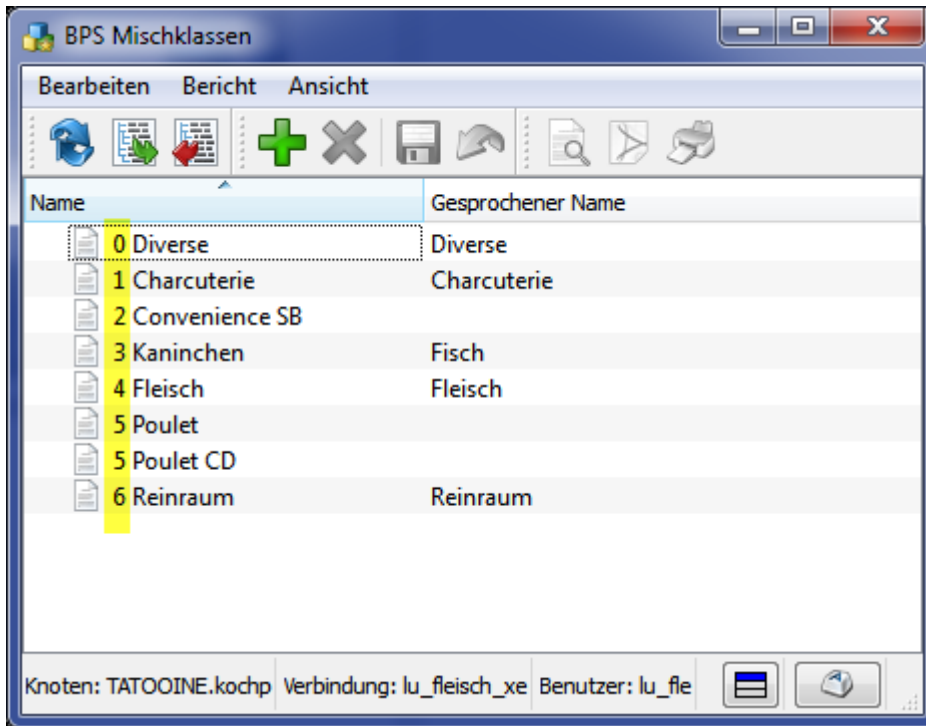 BPS Mischklassen
Bearbeiten Bericht Ansicht
Name Gesprochener Name
0 Diverse Diverse
1 Charcuterie Charcuterie
2 Convenience SB
3 Kaninchen Fisch
4 Fleisch Fleisch
5 Poulet
5 Poulet CD
6 Reinraum Reinraum
Knoten: TATOOINE.kochp Verbindung: lu_fleisch_xe Benutzer: lu_fle